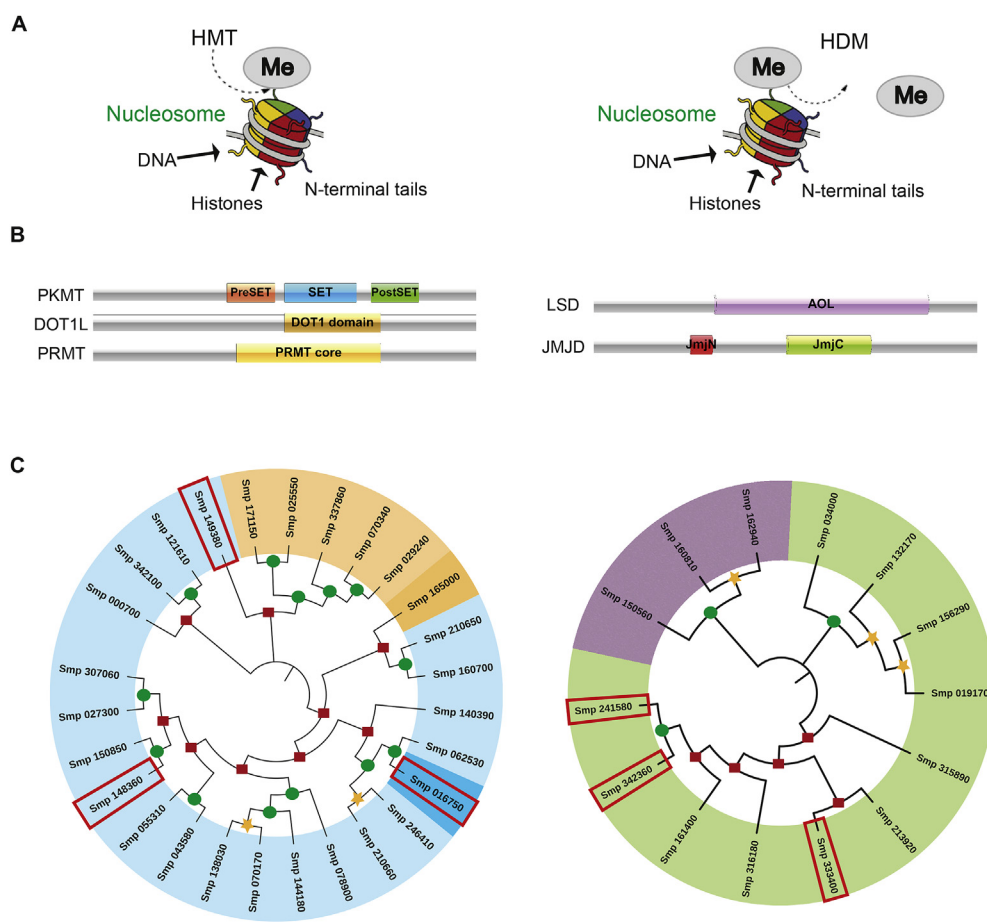 A
HMT
Me
Nucleosome
DNA
Histones
N-terminal tails
Me
HDM
Me
Nucleosome
DNA
Histones
N-terminal tails
B
PKMT
PreSET
SET
PostSET
DOT1L
DOT1 domain
PRMT
PRMT core
LSD
AOL
JMJD
JmjN
JmjC
C
Smp 149380
Smp 171150
Smp 025550
Smp 337860
Smp 070340
Smp 029240
Smp 165000
Smp 210650
Smp 160700
Smp 140390
Smp 062530
Smp 016750
Smp 246410
Smp 210660
Smp 078900
Smp 144180
Smp 070170
Smp 138030
Smp 043580
Smp 055310
Smp 148360
Smp 150850
Smp 027300
Smp 307060
Smp 000700
Smp 342100
Smp 121610
Smp 150560
Smp 160810
Smp 162940
Smp 034000
Smp 132170
Smp 156290
Smp 019170
Smp 315890
Smp 213920
Smp 333400
Smp 316180
Smp 161400
Smp 342360
Smp 241580